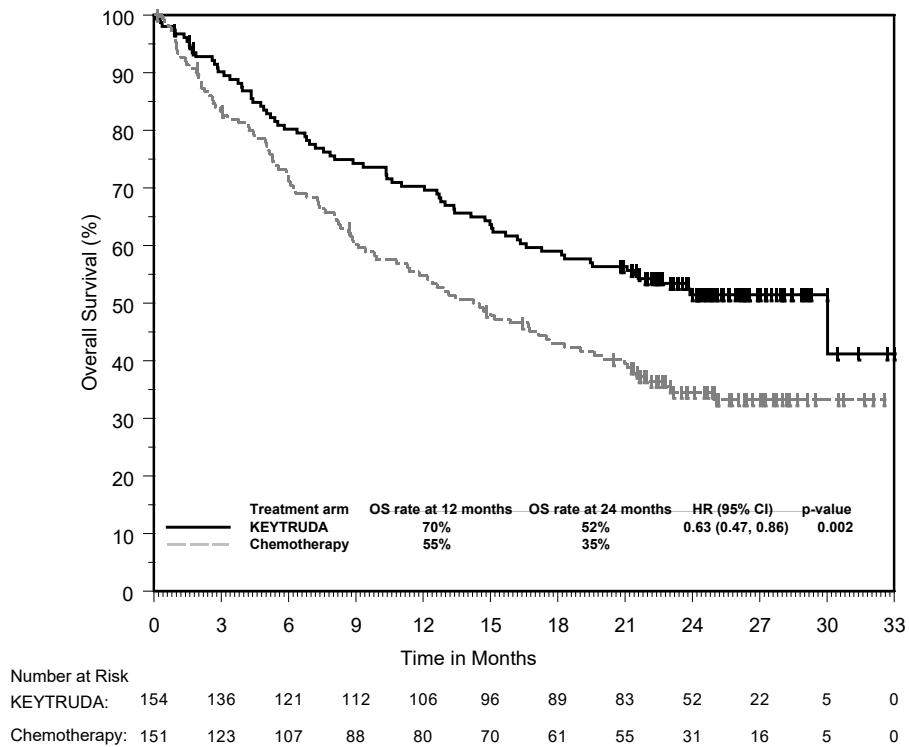 100
90
80
70
60
50
40
30
20
10
0
Overall Survival (%)
Treatment arm OS rate at 12 months OS rate at 24 months HR (95% CI) p-value
KEYTRUDA 70% 52% 0.63 (0.47, 0.86) 0.002
Chemotherapy 55% 35%
0 3 6 9 12 15 18 21 24 27 30 33
Time in Months
Number at Risk
KEYTRUDA: 154 136 121 112 106 96 89 83 52 22 5 0
Chemotherapy: 151 123 107 88 80 70 61 55 31 16 5 0